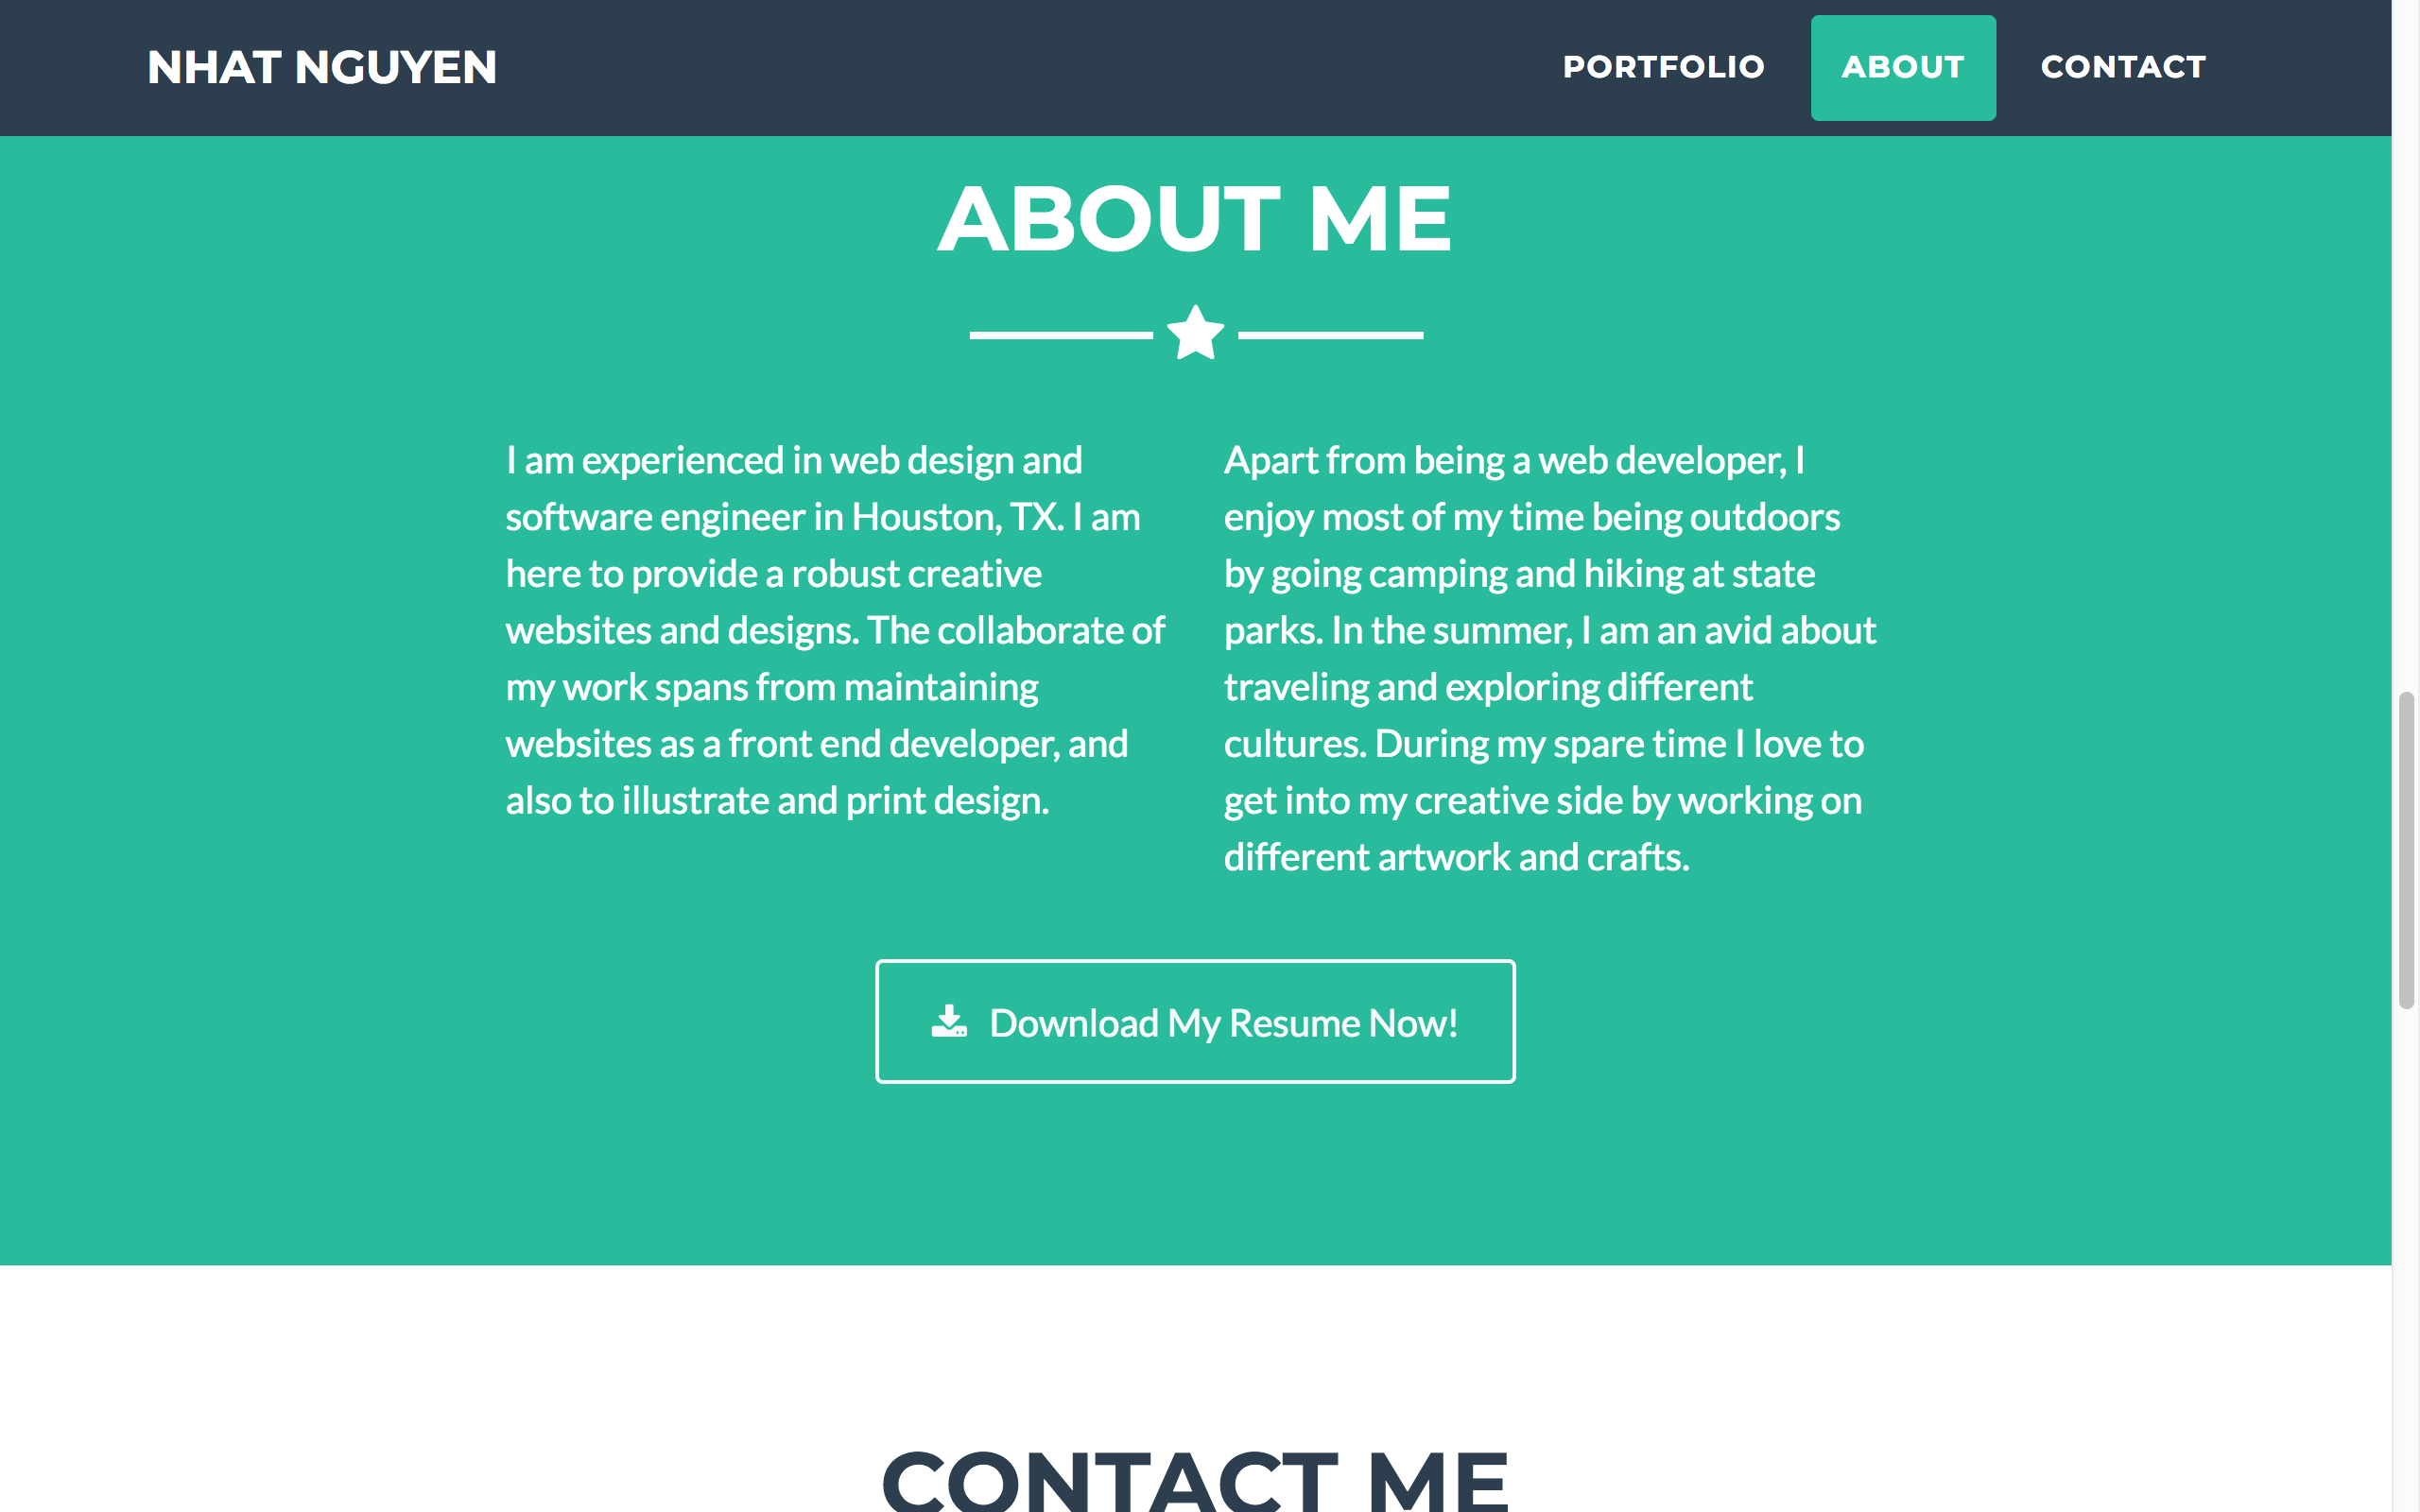 NHAT NGUYEN
PORTFOLIO
ABOUT
CONTACT
ABOUT ME
I am experienced in web design and
software engineer in Houston, TX. I am
here to provide a robust creative
websites and designs. The collaborate of
my work spans from maintaining
websites as a front end developer, and
also to illustrate and print design.
Apart from being a web developer, I
enjoy most of my time being outdoors
by going camping and hiking at state
parks. In the summer, I am an avid about
traveling and exploring different
cultures. During my spare time I love to
get into my creative side by working on
different artwork and crafts.
Download My Resume Now!
CONTACT ME